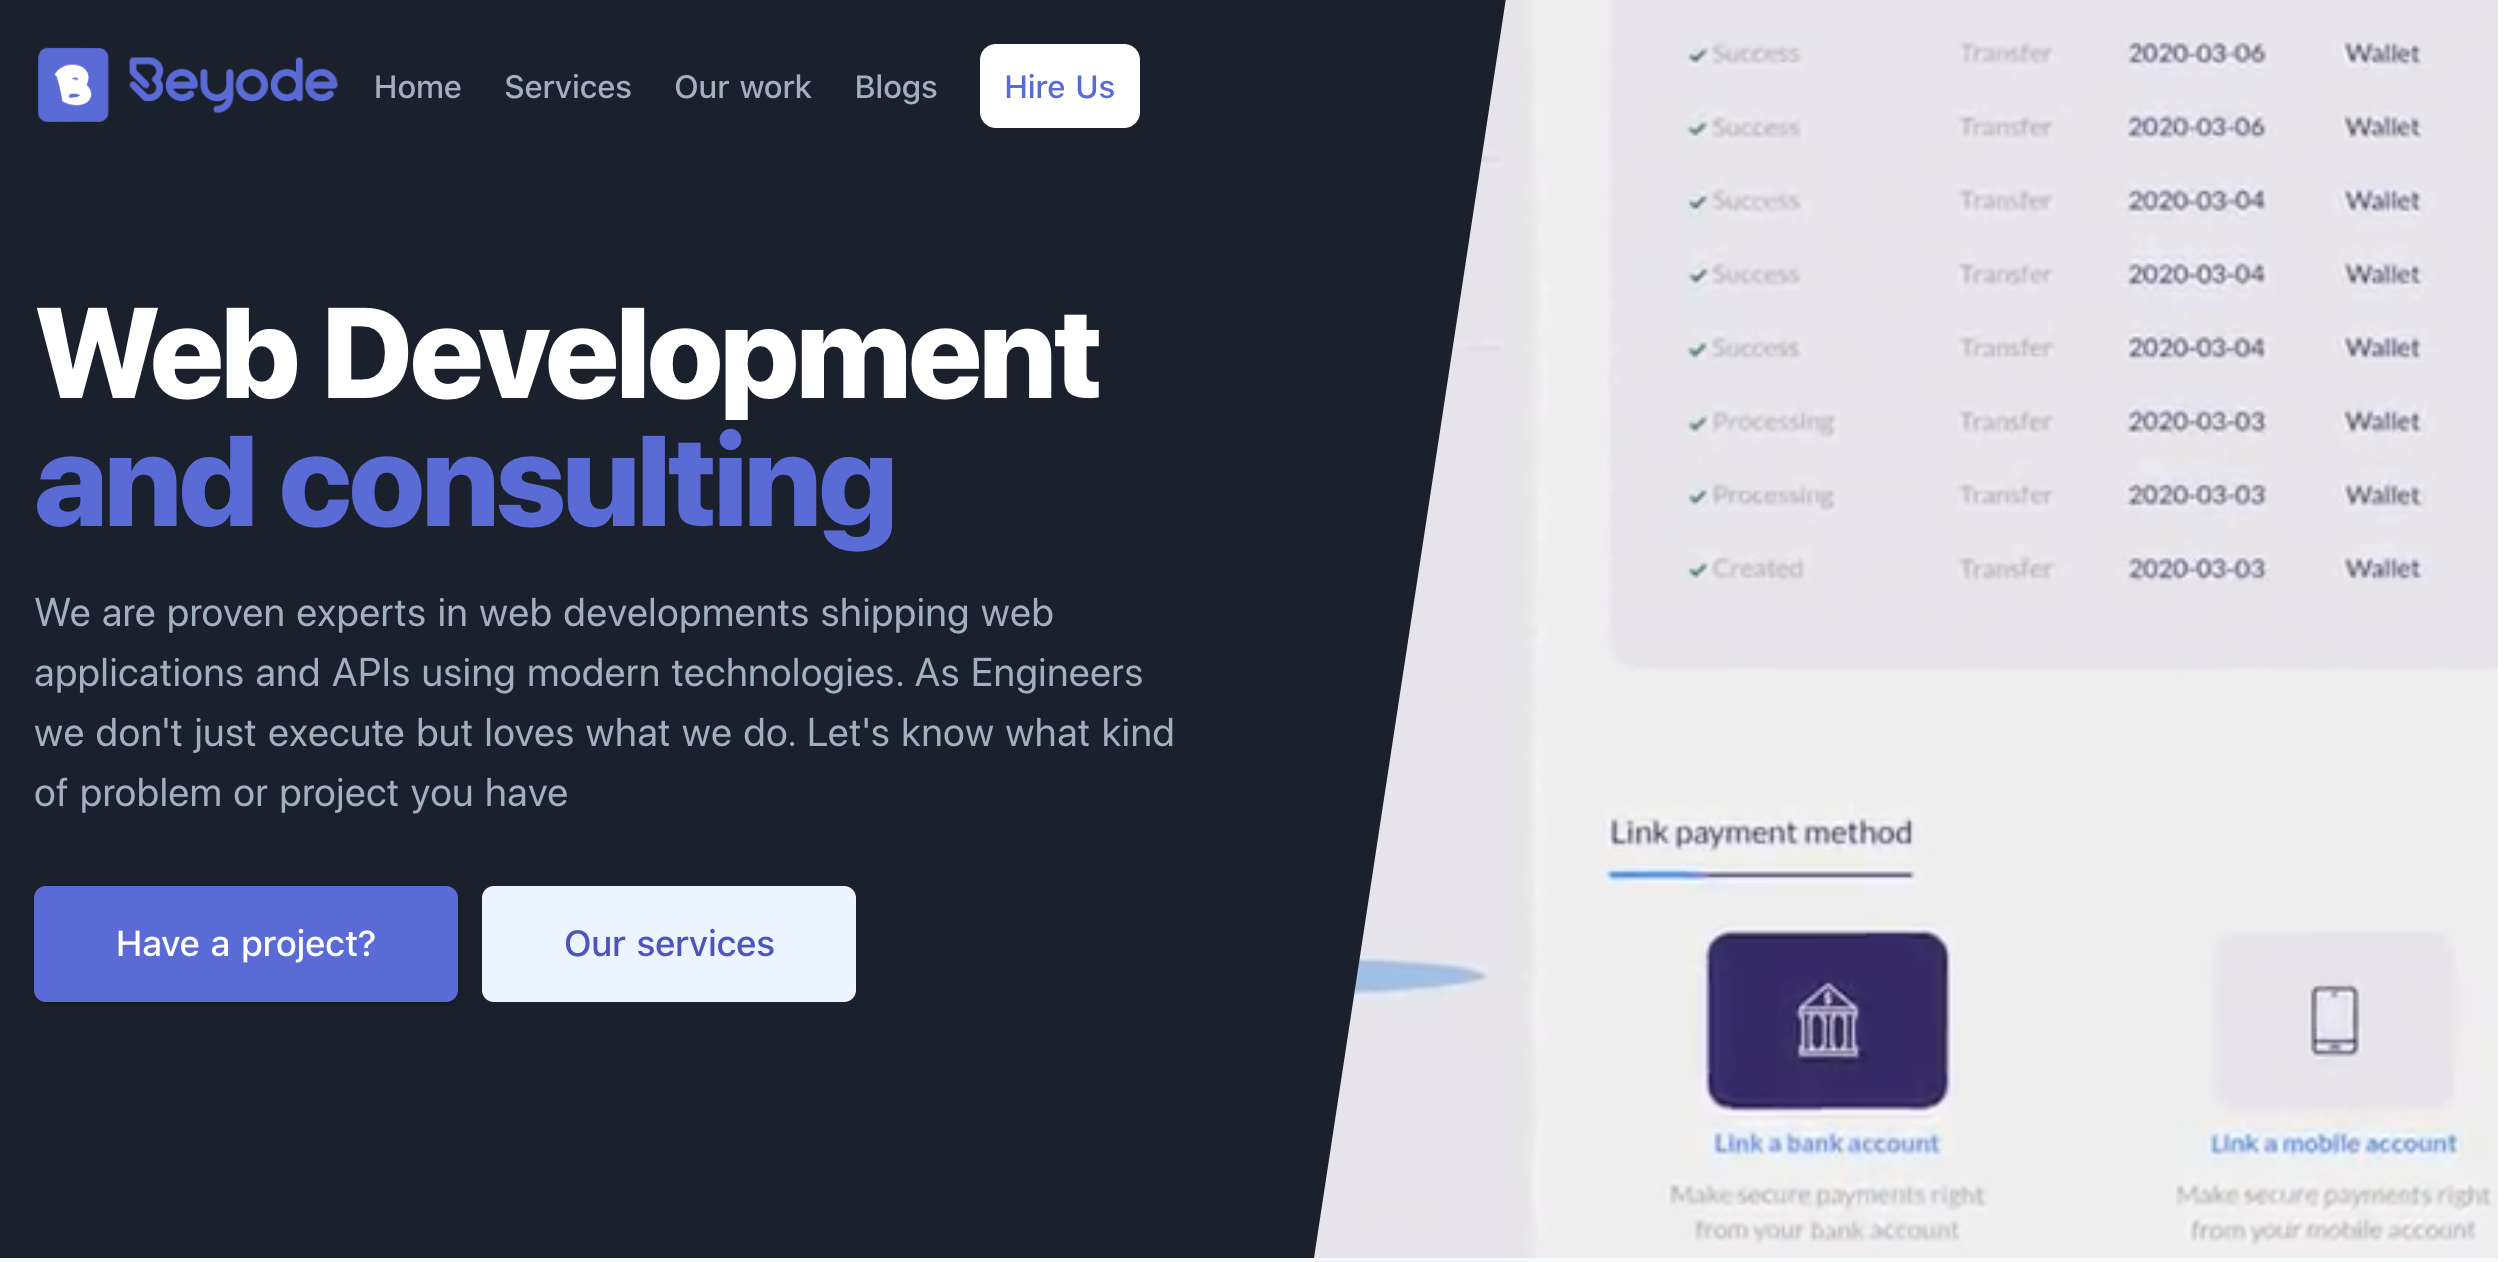 B Beyode Home Services Our work Blogs Hire Us
Web Development
and consulting
We are proven experts in web developments shipping web
applications and APIs using modern technologies. As Engineers
we don't just execute but loves what we do. Let's know what kind
of problem or project you have
Have a project? Our services
Success Transfer 2020-03-06 Wallet
Success Transfer 2020-03-06 Wallet
Success Transfer 2020-03-04 Wallet
Success Transfer 2020-03-04 Wallet
Success Transfer 2020-03-04 Wallet
Processing Transfer 2020-03-03 Wallet
Processing Transfer 2020-03-03 Wallet
Created Transfer 2020-03-03 Wallet
Link payment method
Link a bank account
Make secure payments right
from your bank account
Link a mobile account
Make secure payments right
from your mobile account